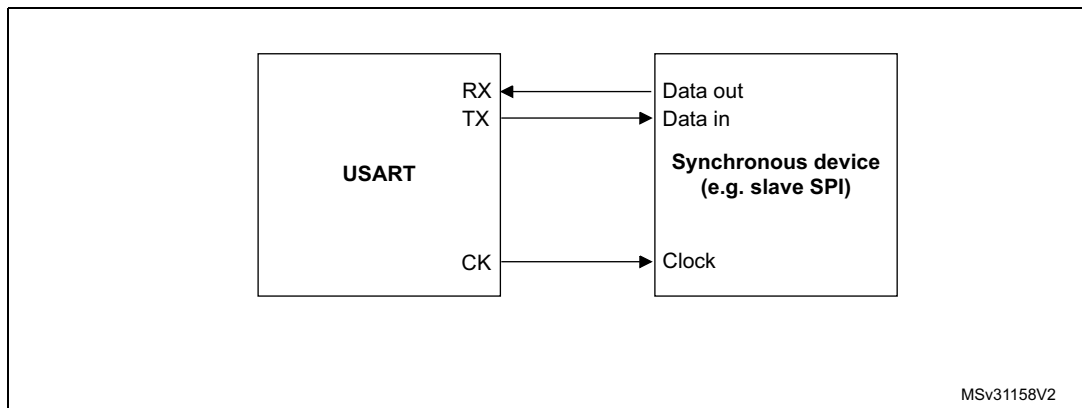 RX
Data out
TX
Data in
USART
Synchronous device
(e.g. slave SPI)
CK
Clock
MSv31158V2